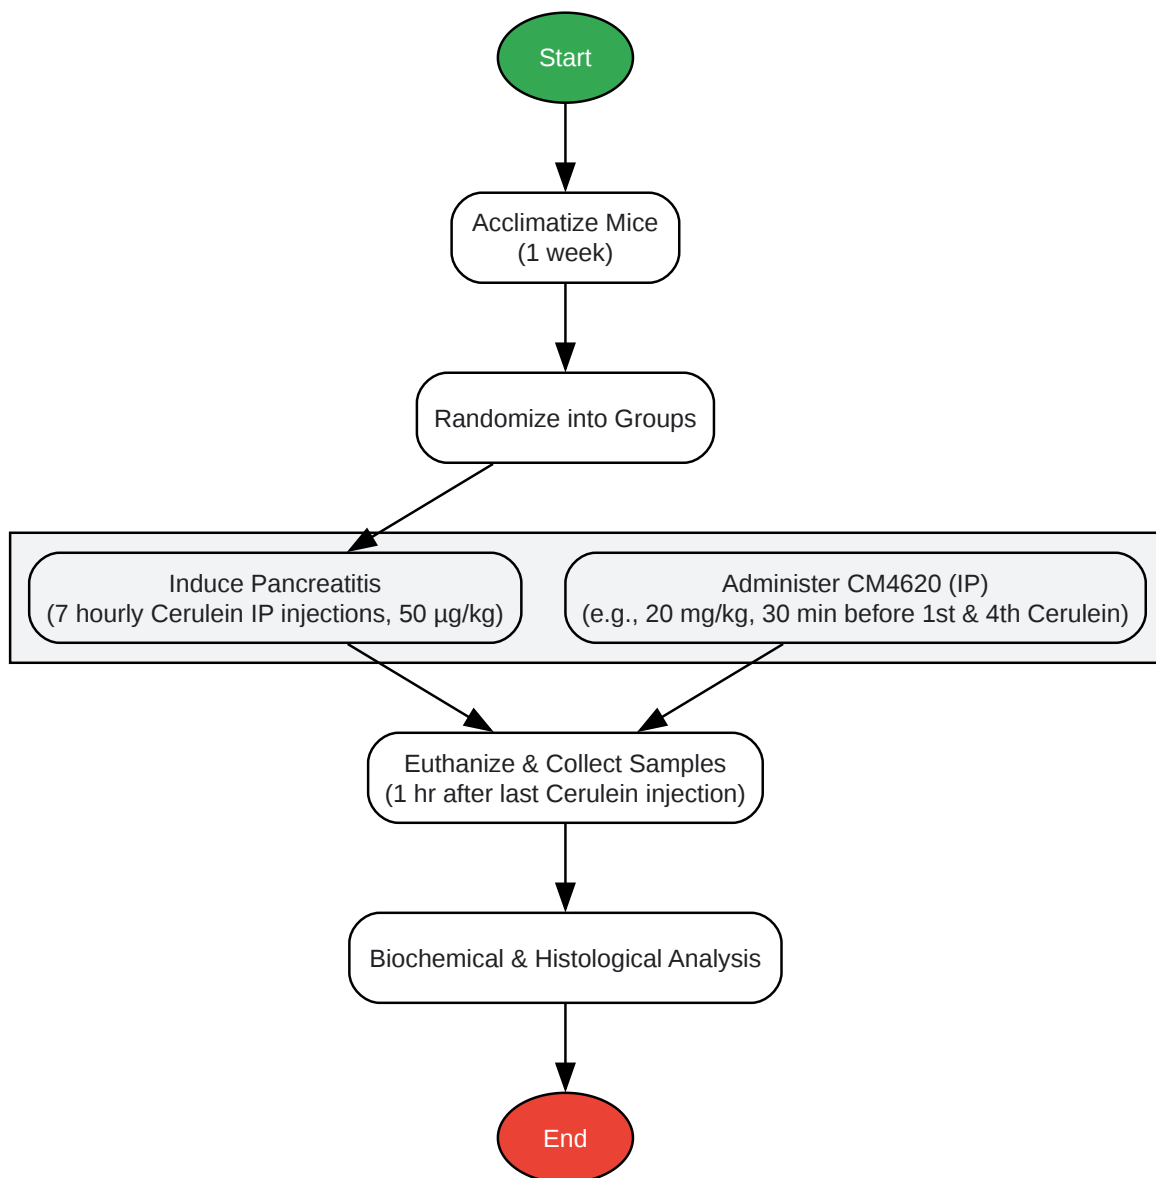 Start
Acclimatize Mice
(1 week)
Randomize into Groups
Induce Pancreatitis
(7 hourly Cerulein IP injections, 50 µg/kg)
Administer CM4620 (IP)
(e.g., 20 mg/kg, 30 min before 1st & 4th Cerulein)
Euthanize & Collect Samples
(1 hr after last Cerulein injection)
Biochemical & Histological Analysis
End